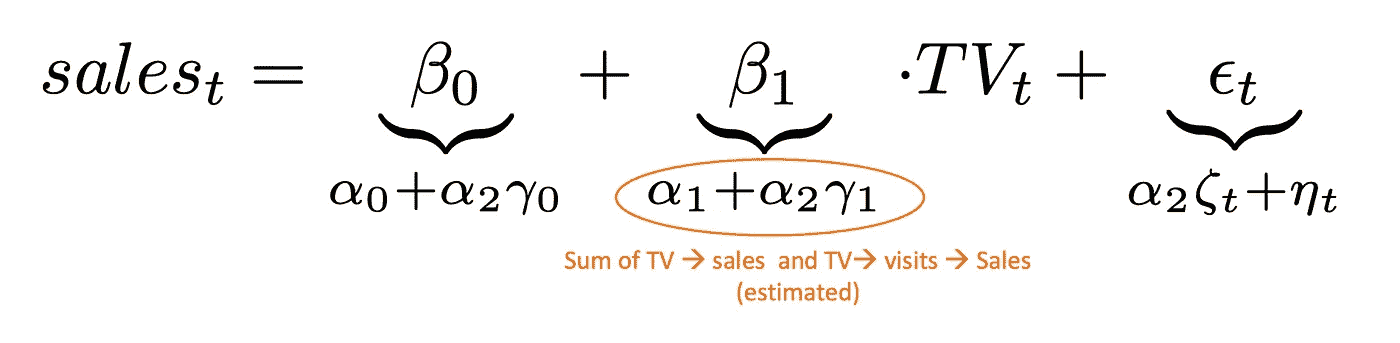 sales_t = β_0 + β_1 ·TV_t + ϵ_t
α_0+α_2γ_0 α_1+α_2γ_1 α_2ζ_t+η_t
Sum of TV → sales and TV→ visits → Sales
(estimated)